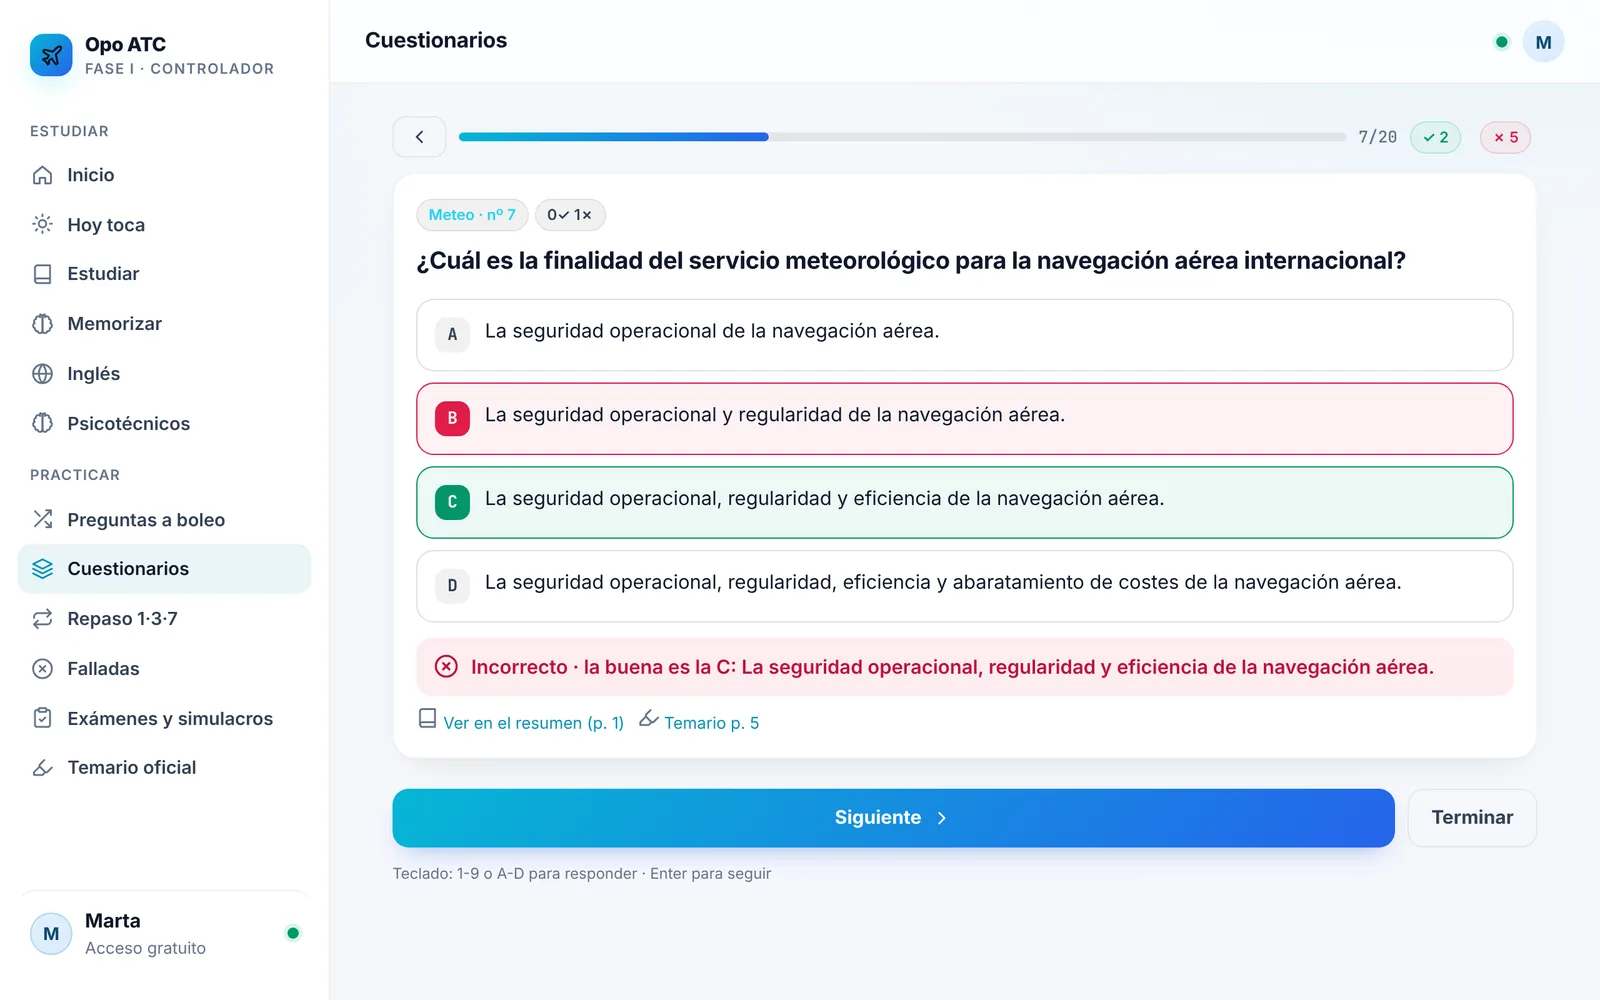 Opo ATC
FASE I · CONTROLADOR
ESTUDIAR
Inicio
Hoy toca
Estudiar
Memorizar
Inglés
Psicotécnicos
PRACTICAR
Preguntas a boleo
Cuestionarios
Repaso 1·3·7
Falladas
Exámenes y simulacros
Temario oficial
M
Marta
Acceso gratuito
Cuestionarios
M
7/20
✓ 2
× 5
Meteo · nº 7
0✓ 1×
¿Cuál es la finalidad del servicio meteorológico para la navegación aérea internacional?
A La seguridad operacional de la navegación aérea.
B La seguridad operacional y regularidad de la navegación aérea.
C La seguridad operacional, regularidad y eficiencia de la navegación aérea.
D La seguridad operacional, regularidad, eficiencia y abaratamiento de costes de la navegación aérea.
Incorrecto · la buena es la C: La seguridad operacional, regularidad y eficiencia de la navegación aérea.
Ver en el resumen (p. 1) Temario p. 5
Siguiente
Terminar
Teclado: 1-9 o A-D para responder · Enter para seguir